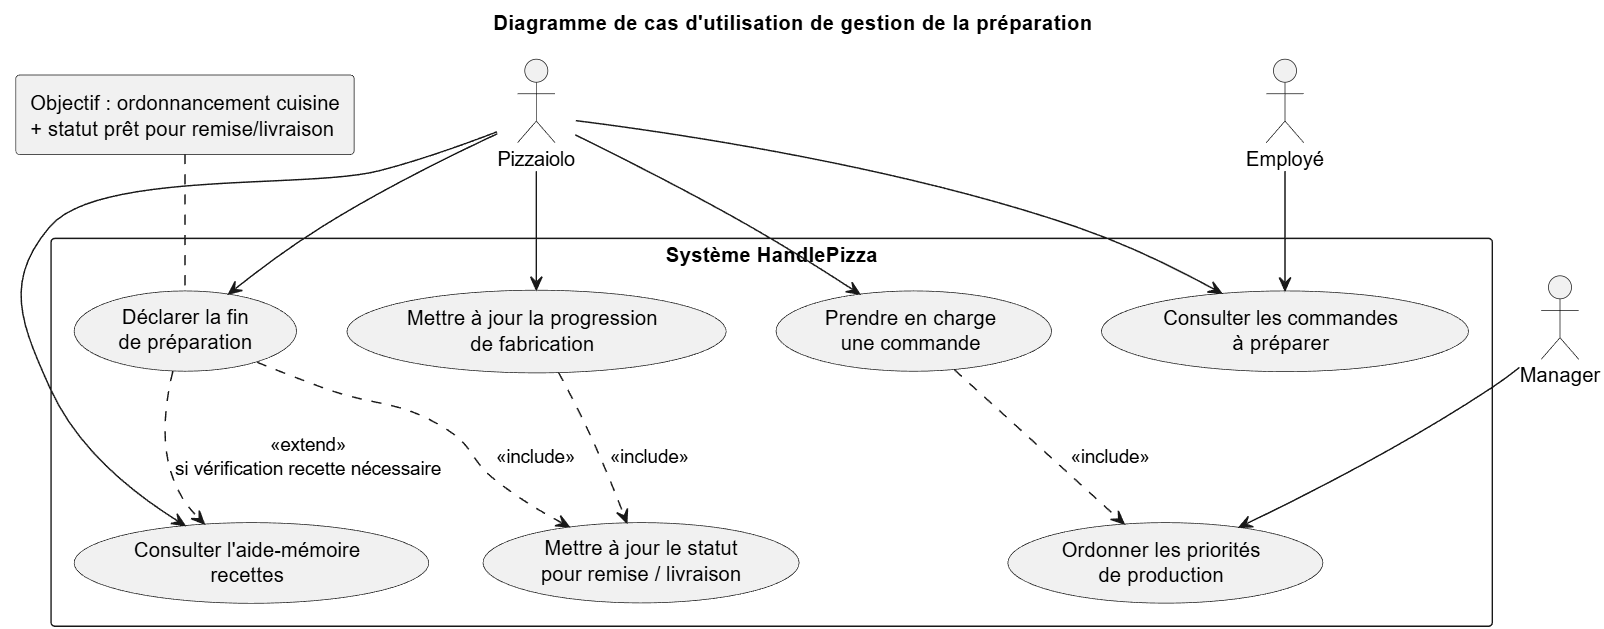 Diagramme de cas d'utilisation de gestion de la préparation
Objectif : ordonnancement cuisine
+ statut prêt pour remise/livraison
Pizzaiolo
Employé
Système HandlePizza
Déclarer la fin
de préparation
Mettre à jour la progression
de fabrication
Prendre en charge
une commande
Consulter les commandes
à préparer
Manager
«extend»
si vérification recette nécessaire
«include»
«include»
«include»
Consulter l'aide-mémoire
recettes
Mettre à jour le statut
pour remise / livraison
Ordonner les priorités
de production